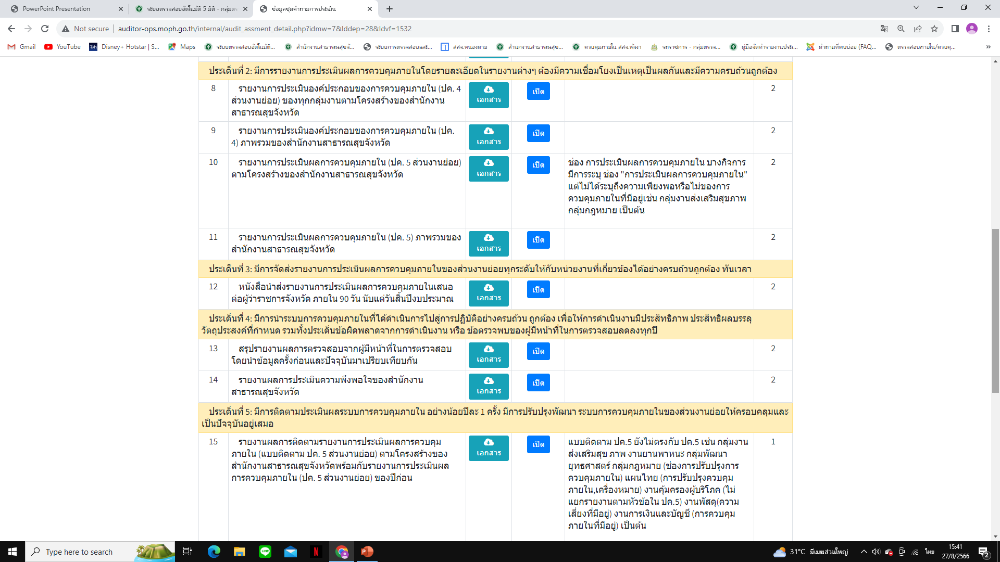 PowerPoint Presentation
ระบบตรวจสอบอัตโนมัติ 5 มิติ - กลุ่มตร
ข้อมูลชุดคำถามการประเมิน
Not secure
auditor-ops.moph.go.th/internal/audit_assment_detail.php?idmw=7&Iddep=28&Idvf=1532
Gmail
YouTube
Disney+ Hotstar | S...
Maps
ระบบตรวจสอบอัตโนมัติ...
สำนักงานสาธารณสุขจั...
ระบบการตรวจสอบและ...
สสจ.หนองคาย
สำนกงานสาธารณสุข...
ควบคุมภายใน สสจ.พังงา
รถราชการ - กลุ่มตรวจ...
คู่มือจัดทำรายงานประเ...
คำถามที่พบบ่อย (FAQ...
ตรวจสอบภายใน/ควบคุ...
»
ประเด็นที่ 2: มีการรายงานการประเมินผลการควบคุมภายในโดยรายละเอียดในรายงานต่างๆ ต้องมีความเชื่อมโยงเป็นเหตุเป็นผลกันและมีความครบถ้วนถูกต้อง
8
รายงานการประเมินองค์ประกอบของการควบคุมภายใน (ปค. 4
ส่วนงานย่อย) ของทุกกลุ่มงานตามโครงสร้างของสำนักงาน
สาธารณสุขจังหวัด
เอกสาร
เปิด
2
9
รายงานการประเมินองค์ประกอบของการควบคุมภายใน (ปค.
4) ภาพรวมของสำนักงานสาธารณสุขจังหวัด
เอกสาร
เปิด
2
10
รายงานการประเมินผลการควบคุมภายใน (ปค. 5 ส่วนงานย่อย)
ตามโครงสร้างของสำนักงานสาธารณสุขจังหวัด
เอกสาร
เปิด
ช่อง การประเมินผลการควบคุมภายใน บางกิจการ
มีการระบุ ช่อง "การประเมินผลการควบคุมภายใน"
แต่ไม่ได้ระบุถึงความเพียงพอหรือไม่ของการ
ควบคุมภายในที่มีอยู่เช่น กลุ่มงานส่งเสริมสุขภาพ
กลุ่มกฎหมาย เป็นต้น
2
11
รายงานการประเมินผลการควบคุมภายใน (ปค. 5) ภาพรวมของ
สำนักงานสาธารณสุขจังหวัด
เอกสาร
เปิด
2
ประเด็นที่ 3: มีการจัดส่งรายงานการประเมินผลการควบคุมภายในของส่วนงานย่อยทุกระดับให้กับหน่วยงานที่เกี่ยวข้องได้อย่างครบถ้วนถูกต้อง ทันเวลา
12
หนังสือนำส่งรายงานการประเมินผลการควบคุมภายในเสนอ
ต่อผู้ว่าราชการจังหวัด ภายใน 90 วัน นับแต่วันสิ้นปีงบประมาณ
เอกสาร
เปิด
2
ประเด็นที่ 4: มีการนำระบบการควบคุมภายในที่ได้ดำเนินการไปสู่การปฏิบัติอย่างครบถ้วน ถูกต้อง เพื่อให้การดำเนินงานมีประสิทธิภาพ ประสิทธิผลบรรลุ
วัตถุประสงค์ที่กำหนด รวมทั้งประเด็นข้อผิดพลาดจากการดำเนินงาน หรือ ข้อตรวจพบของผู้มีหน้าที่ในการตรวจสอบลดลงทุกปี
13
สรุปรายงานผลการตรวจสอบจากผู้มีหน้าที่ในการตรวจสอบ
โดยนำข้อมูลครั้งก่อนและปัจจุบันมาเปรียบเทียบกัน
เอกสาร
เปิด
2
14
รายงานผลการประเมินความพึงพอใจของสำนักงาน
สาธารณสุขจังหวัด
เอกสาร
เปิด
2
ประเด็นที่ 5: มีการติดตามประเมินผลระบบการควบคุมภายใน อย่างน้อยปีละ 1 ครั้ง มีการปรับปรุงพัฒนา ระบบการควบคุมภายในของส่วนงานย่อยให้ครอบคลุมและ
เป็นปัจจุบันอยู่เสมอ
15
รายงานผลการติดตามรายงานการประเมินผลการควบคุม
ภายใน (แบบติดตาม ปค. 5 ส่วนงานย่อย) ตามโครงสร้างของ
สำนักงานสาธารณสุขจังหวัดพร้อมกับรายงานการประเมินผล
การควบคุมภายใน (ปค. 5 ส่วนงานย่อย) ของปีก่อน
เอกสาร
เปิด
แบบติดตาม ปค.5 ยังไม่ตรงกับ ปค.5 เช่น กลุ่มงาน
ส่งเสริมสุข ภาพ งานยานพาหนะ กลุ่มพัฒนา
ยุทธศาสตร์ กลุ่มกฎหมาย (ช่องการปรับปรุงการ
ควบคุมภายใน) แผนไทย (การปรับปรุงควบคุม
ภายใน,เครื่องหมาย) งานคุ้มครองผู้บริโภค (ไม่
แยกรายงานตามหัวข้อใน ปค.5) งานพัสดุ(ความ
เสี่ยงที่มีอยู่) งานการเงินและบัญชี (การควบคุม
ภายในที่มีอยู่) เป็นต้น
1
Type here to search
LINE
N
P
31°C มีเมฆส่วนใหญ่
ไทย
15:41
27/8/2566
2